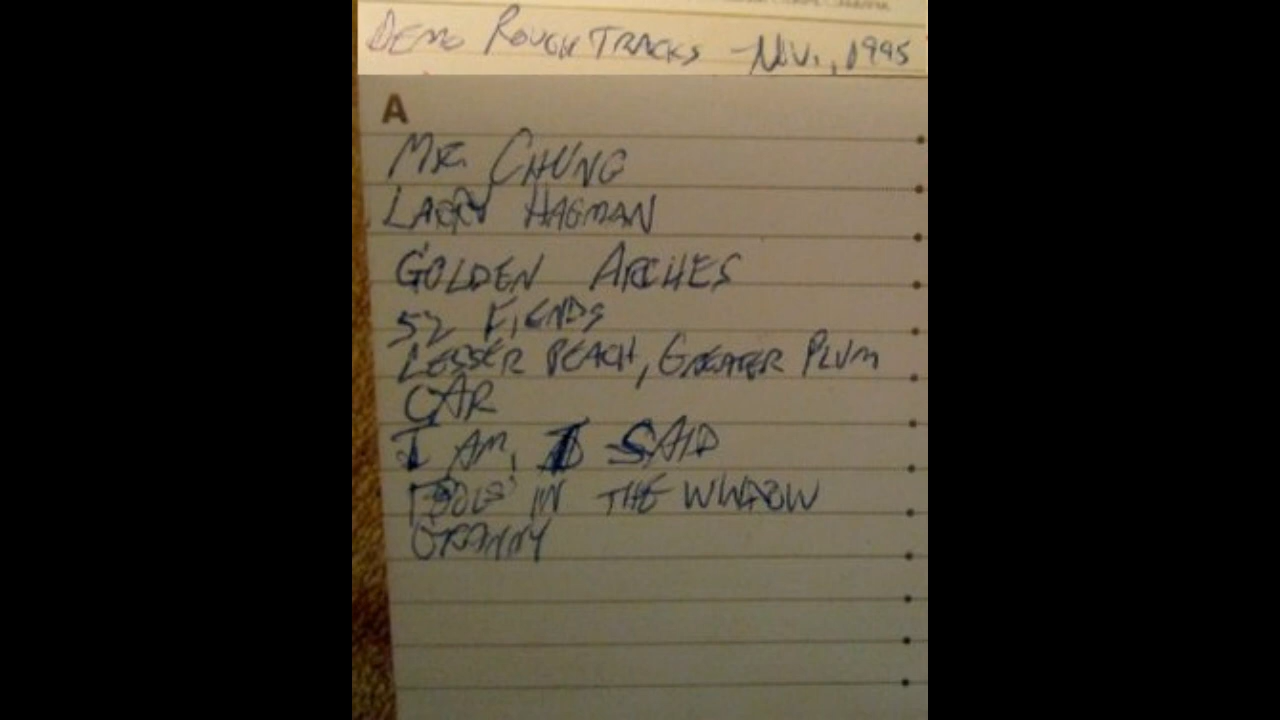 DEMO ROUGH TRACKS - NOV., 1995
A
MR. CHUNG
LARRY HAGMAN
GOLDEN ARCHES
52 FIENDS
LESSER PEACH, GREATER PLUM
CAR
I AM, I SAID
IN THE WINDOW
GRANNY